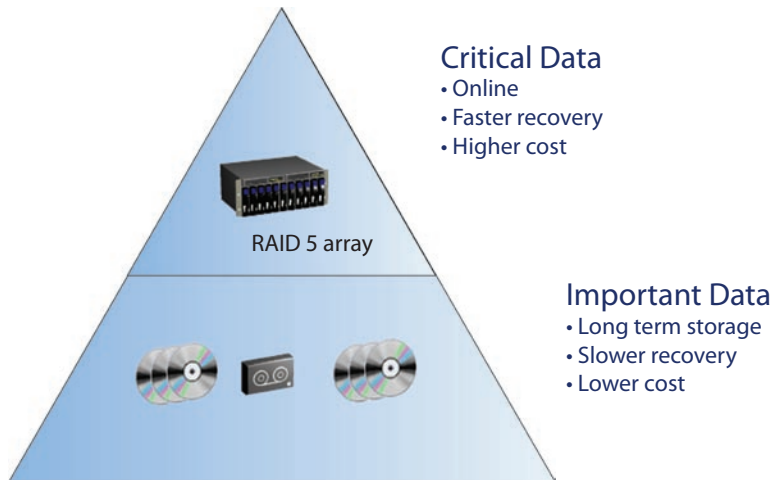 Critical Data
• Online
• Faster recovery
• Higher cost
RAID 5 array
Important Data
• Long term storage
• Slower recovery
• Lower cost